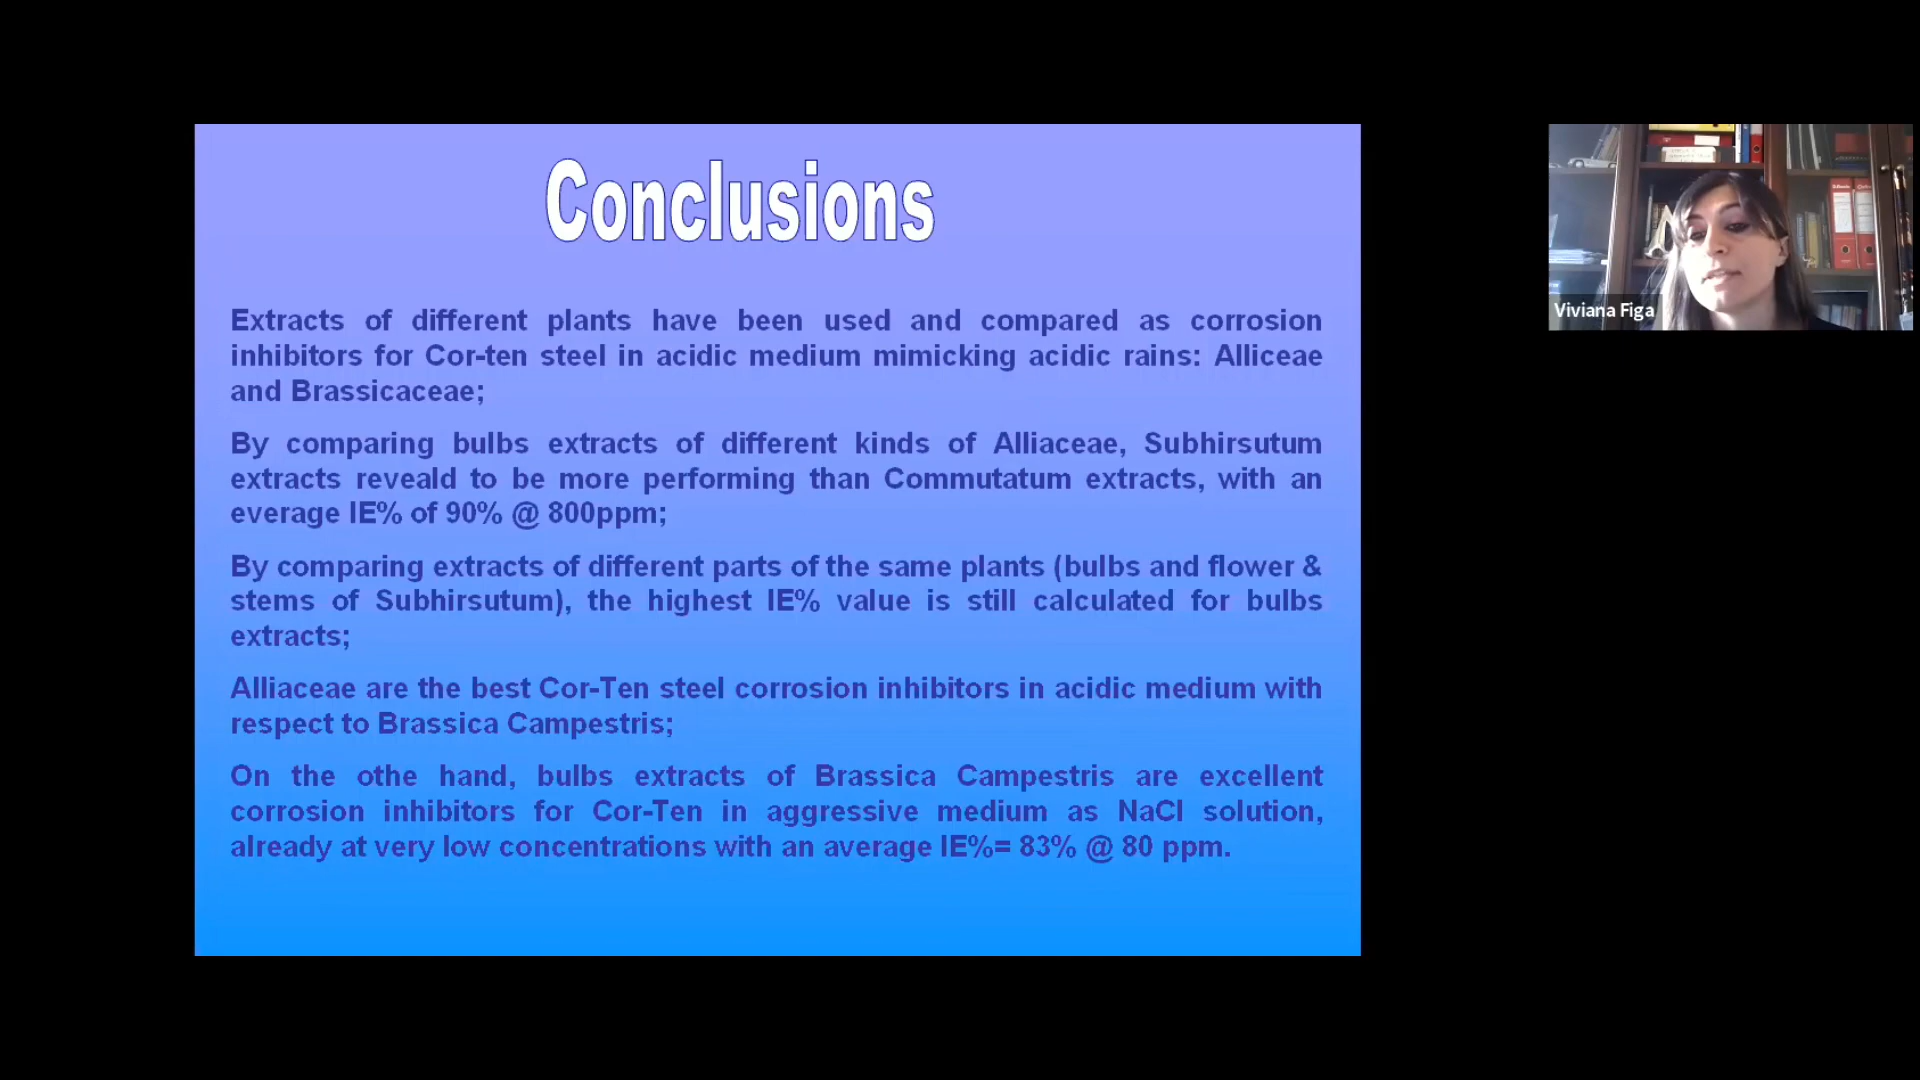 Conclusions
Extracts of different plants have been used and compared as corrosion
inhibitors for Cor-ten steel in acidic medium mimicking acidic rains: Alliceae
and Brassicaceae;
By comparing bulbs extracts of different kinds of Alliaceae, Subhirsutum
extracts reveald to be more performing than Commutatum extracts, with an
everage IE% of 90% @ 800ppm;
By comparing extracts of different parts of the same plants (bulbs and flower &
stems of Subhirsutum), the highest IE% value is still calculated for bulbs
extracts;
Alliaceae are the best Cor-Ten steel corrosion inhibitors in acidic medium with
respect to Brassica Campestris;
On the othe hand, bulbs extracts of Brassica Campestris are excellent
corrosion inhibitors for Cor-Ten in aggressive medium as NaCl solution,
already at very low concentrations with an average IE%= 83% @ 80 ppm.
Viviana Figa